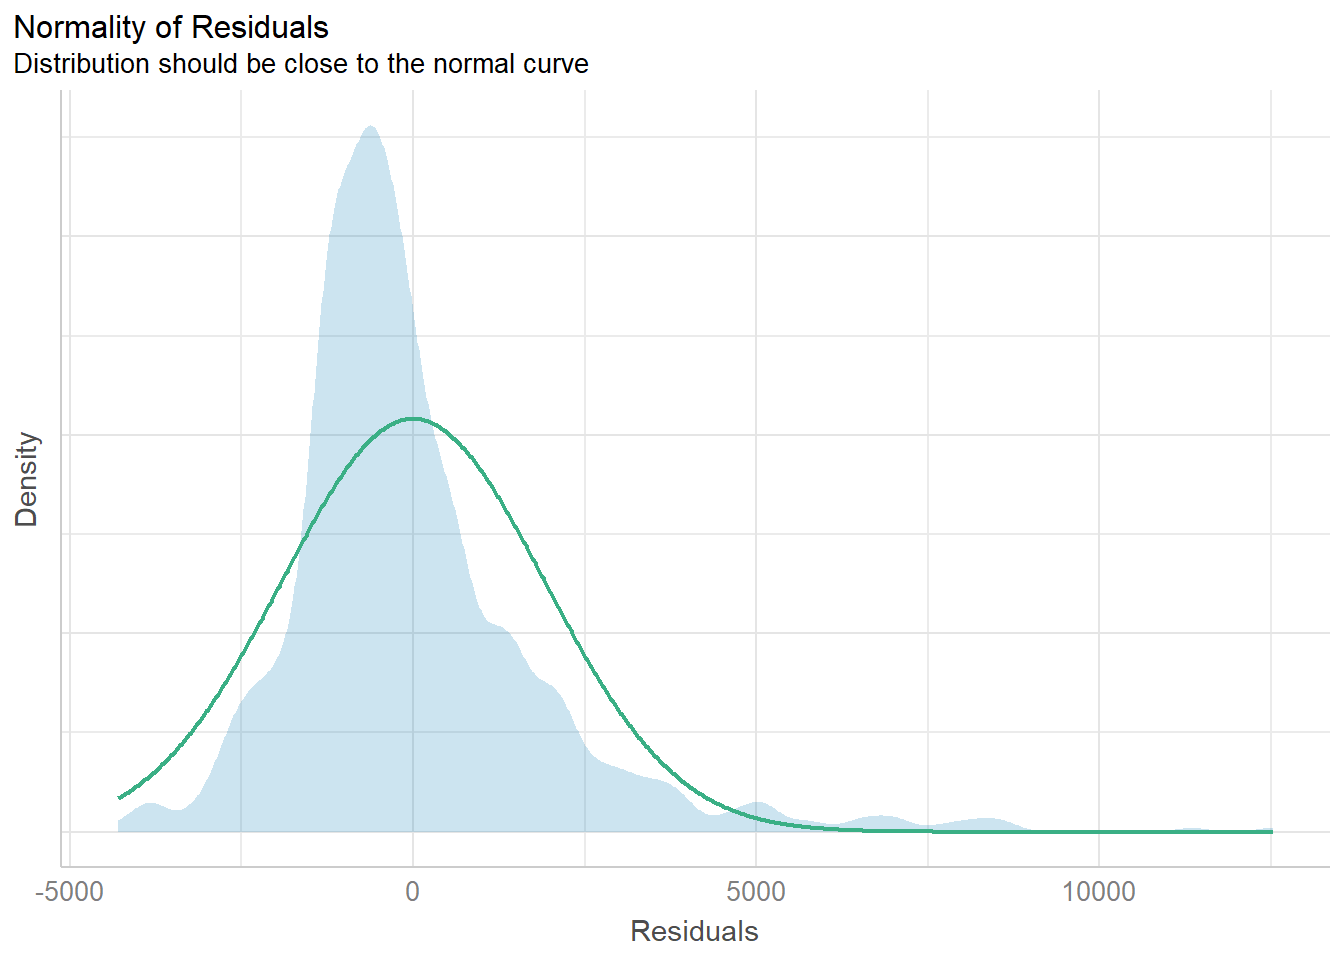 Normality of Residuals
Distribution should be close to the normal curve
Density
-5000
0
5000
10000
Residuals